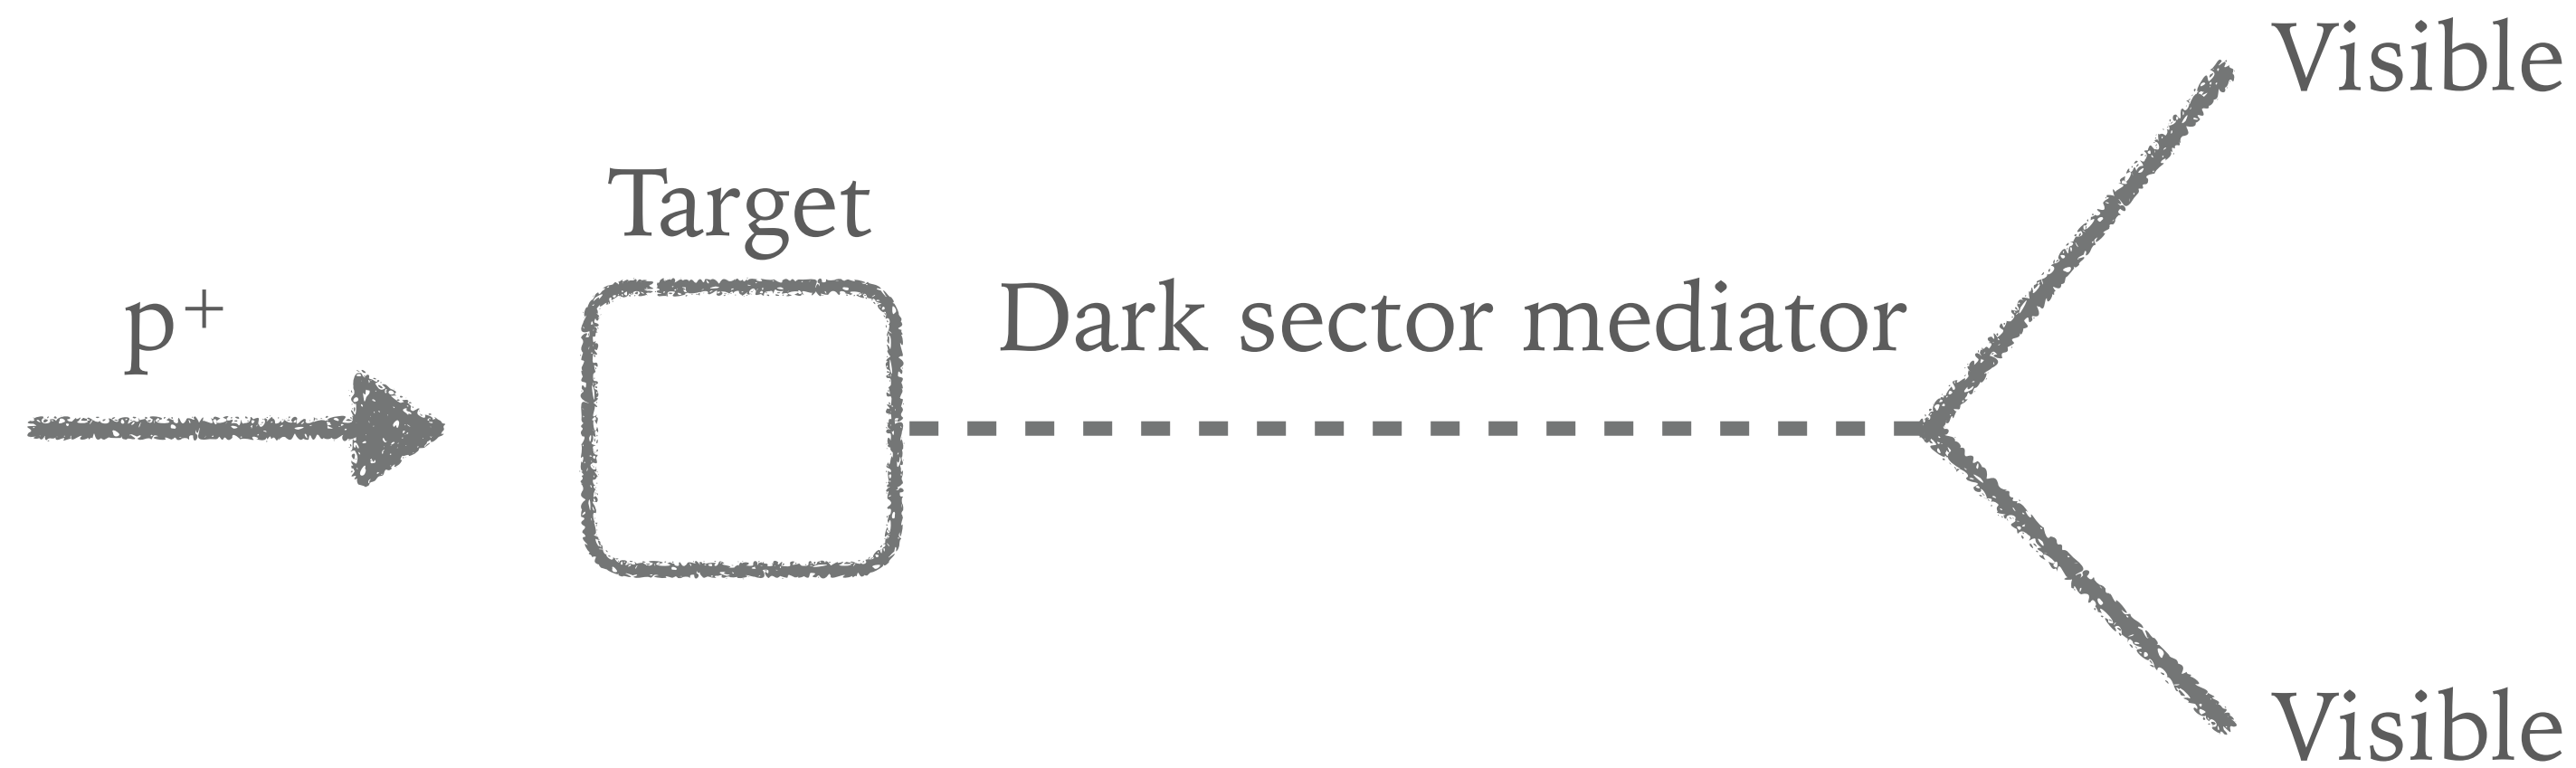 Visible
Target
p⁺
Dark sector mediator
Visible